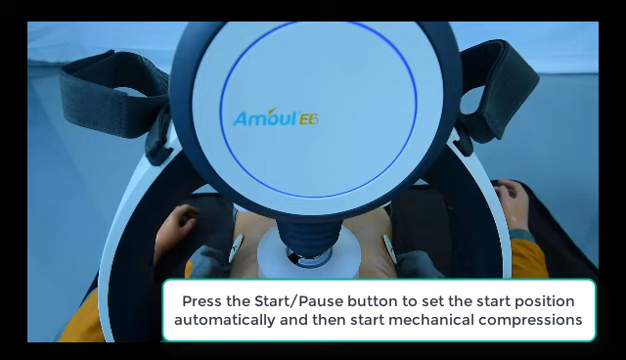 Amoul E6
Press the Start/Pause button to set the start position
automatically and then start mechanical compressions